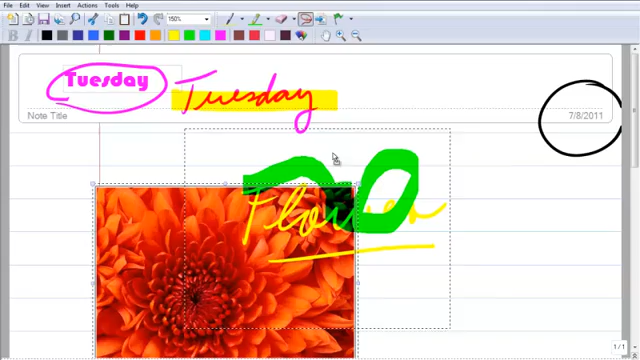 File Edit View Insert Actions Tools Help
150%
B I
Tuesday Tuesday
Note Title 7/8/2011
Flower
1/1